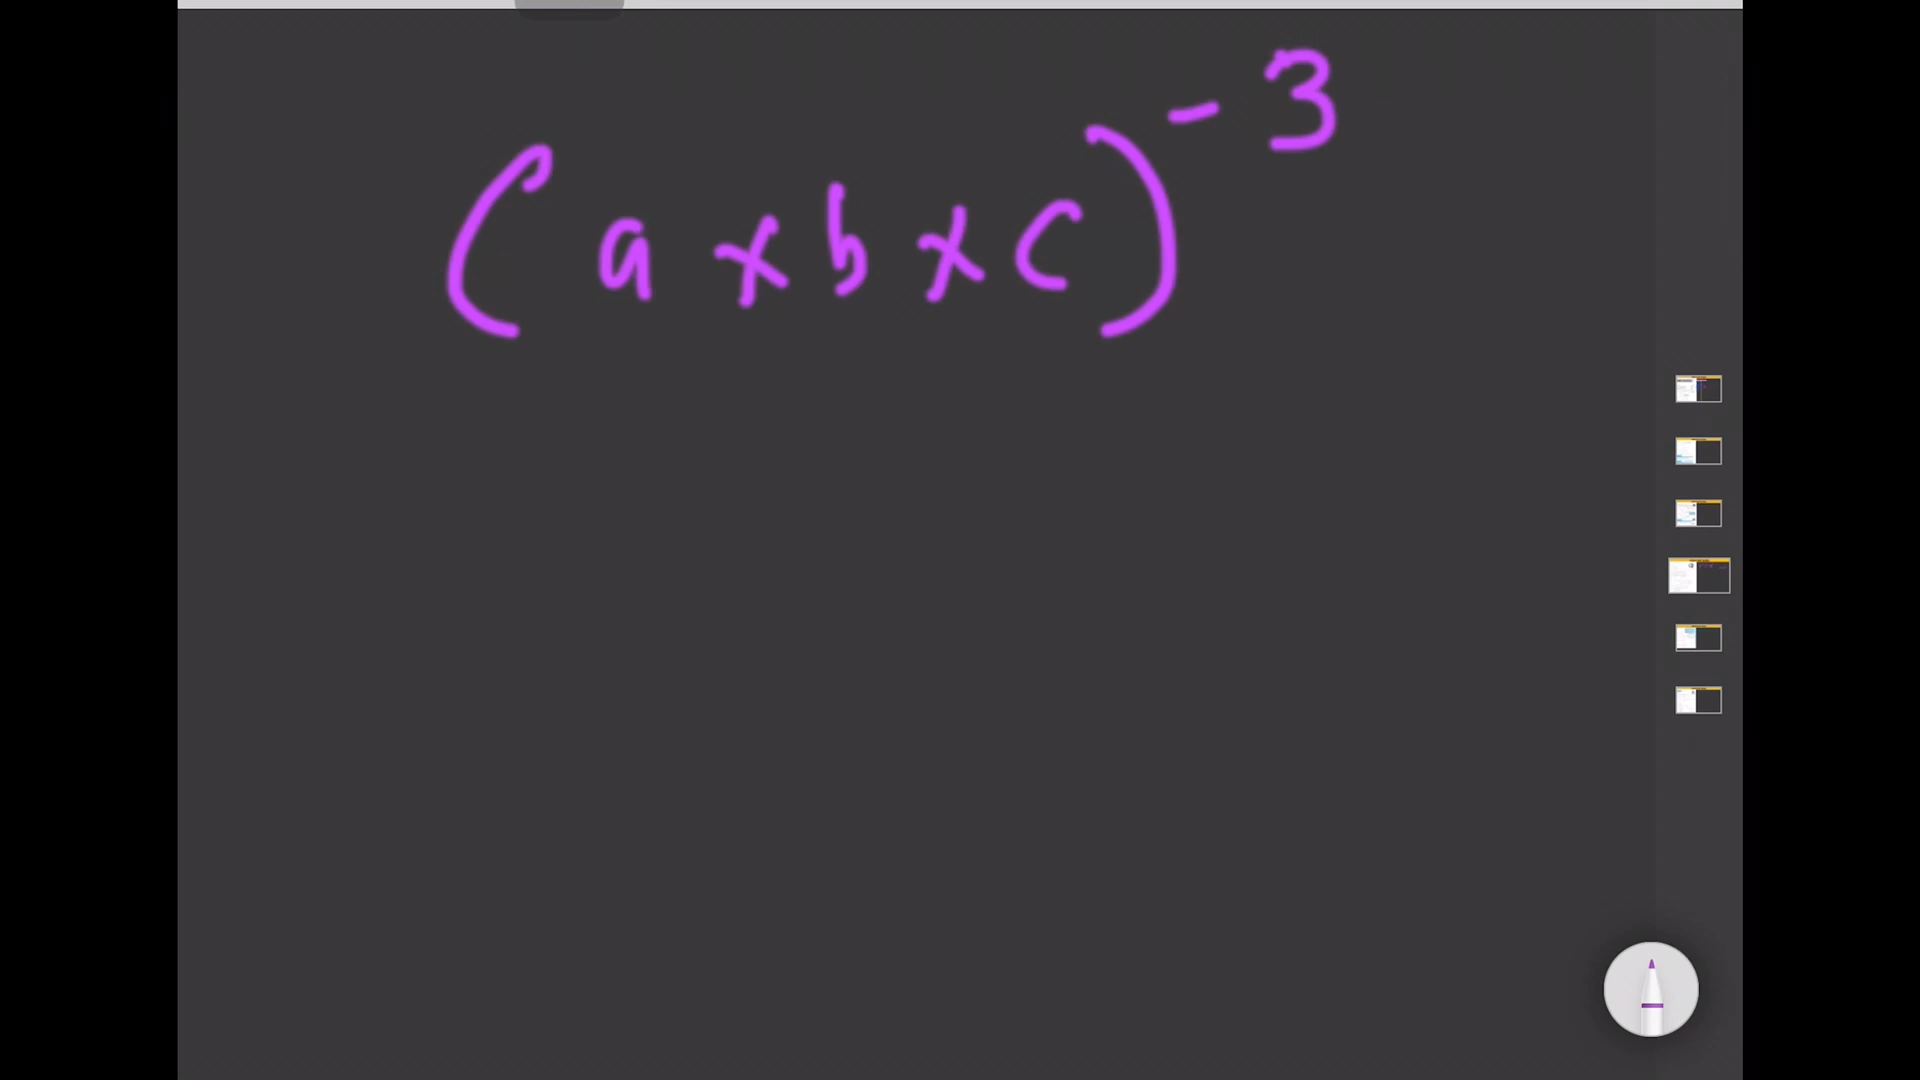 (a × b × c)⁻³